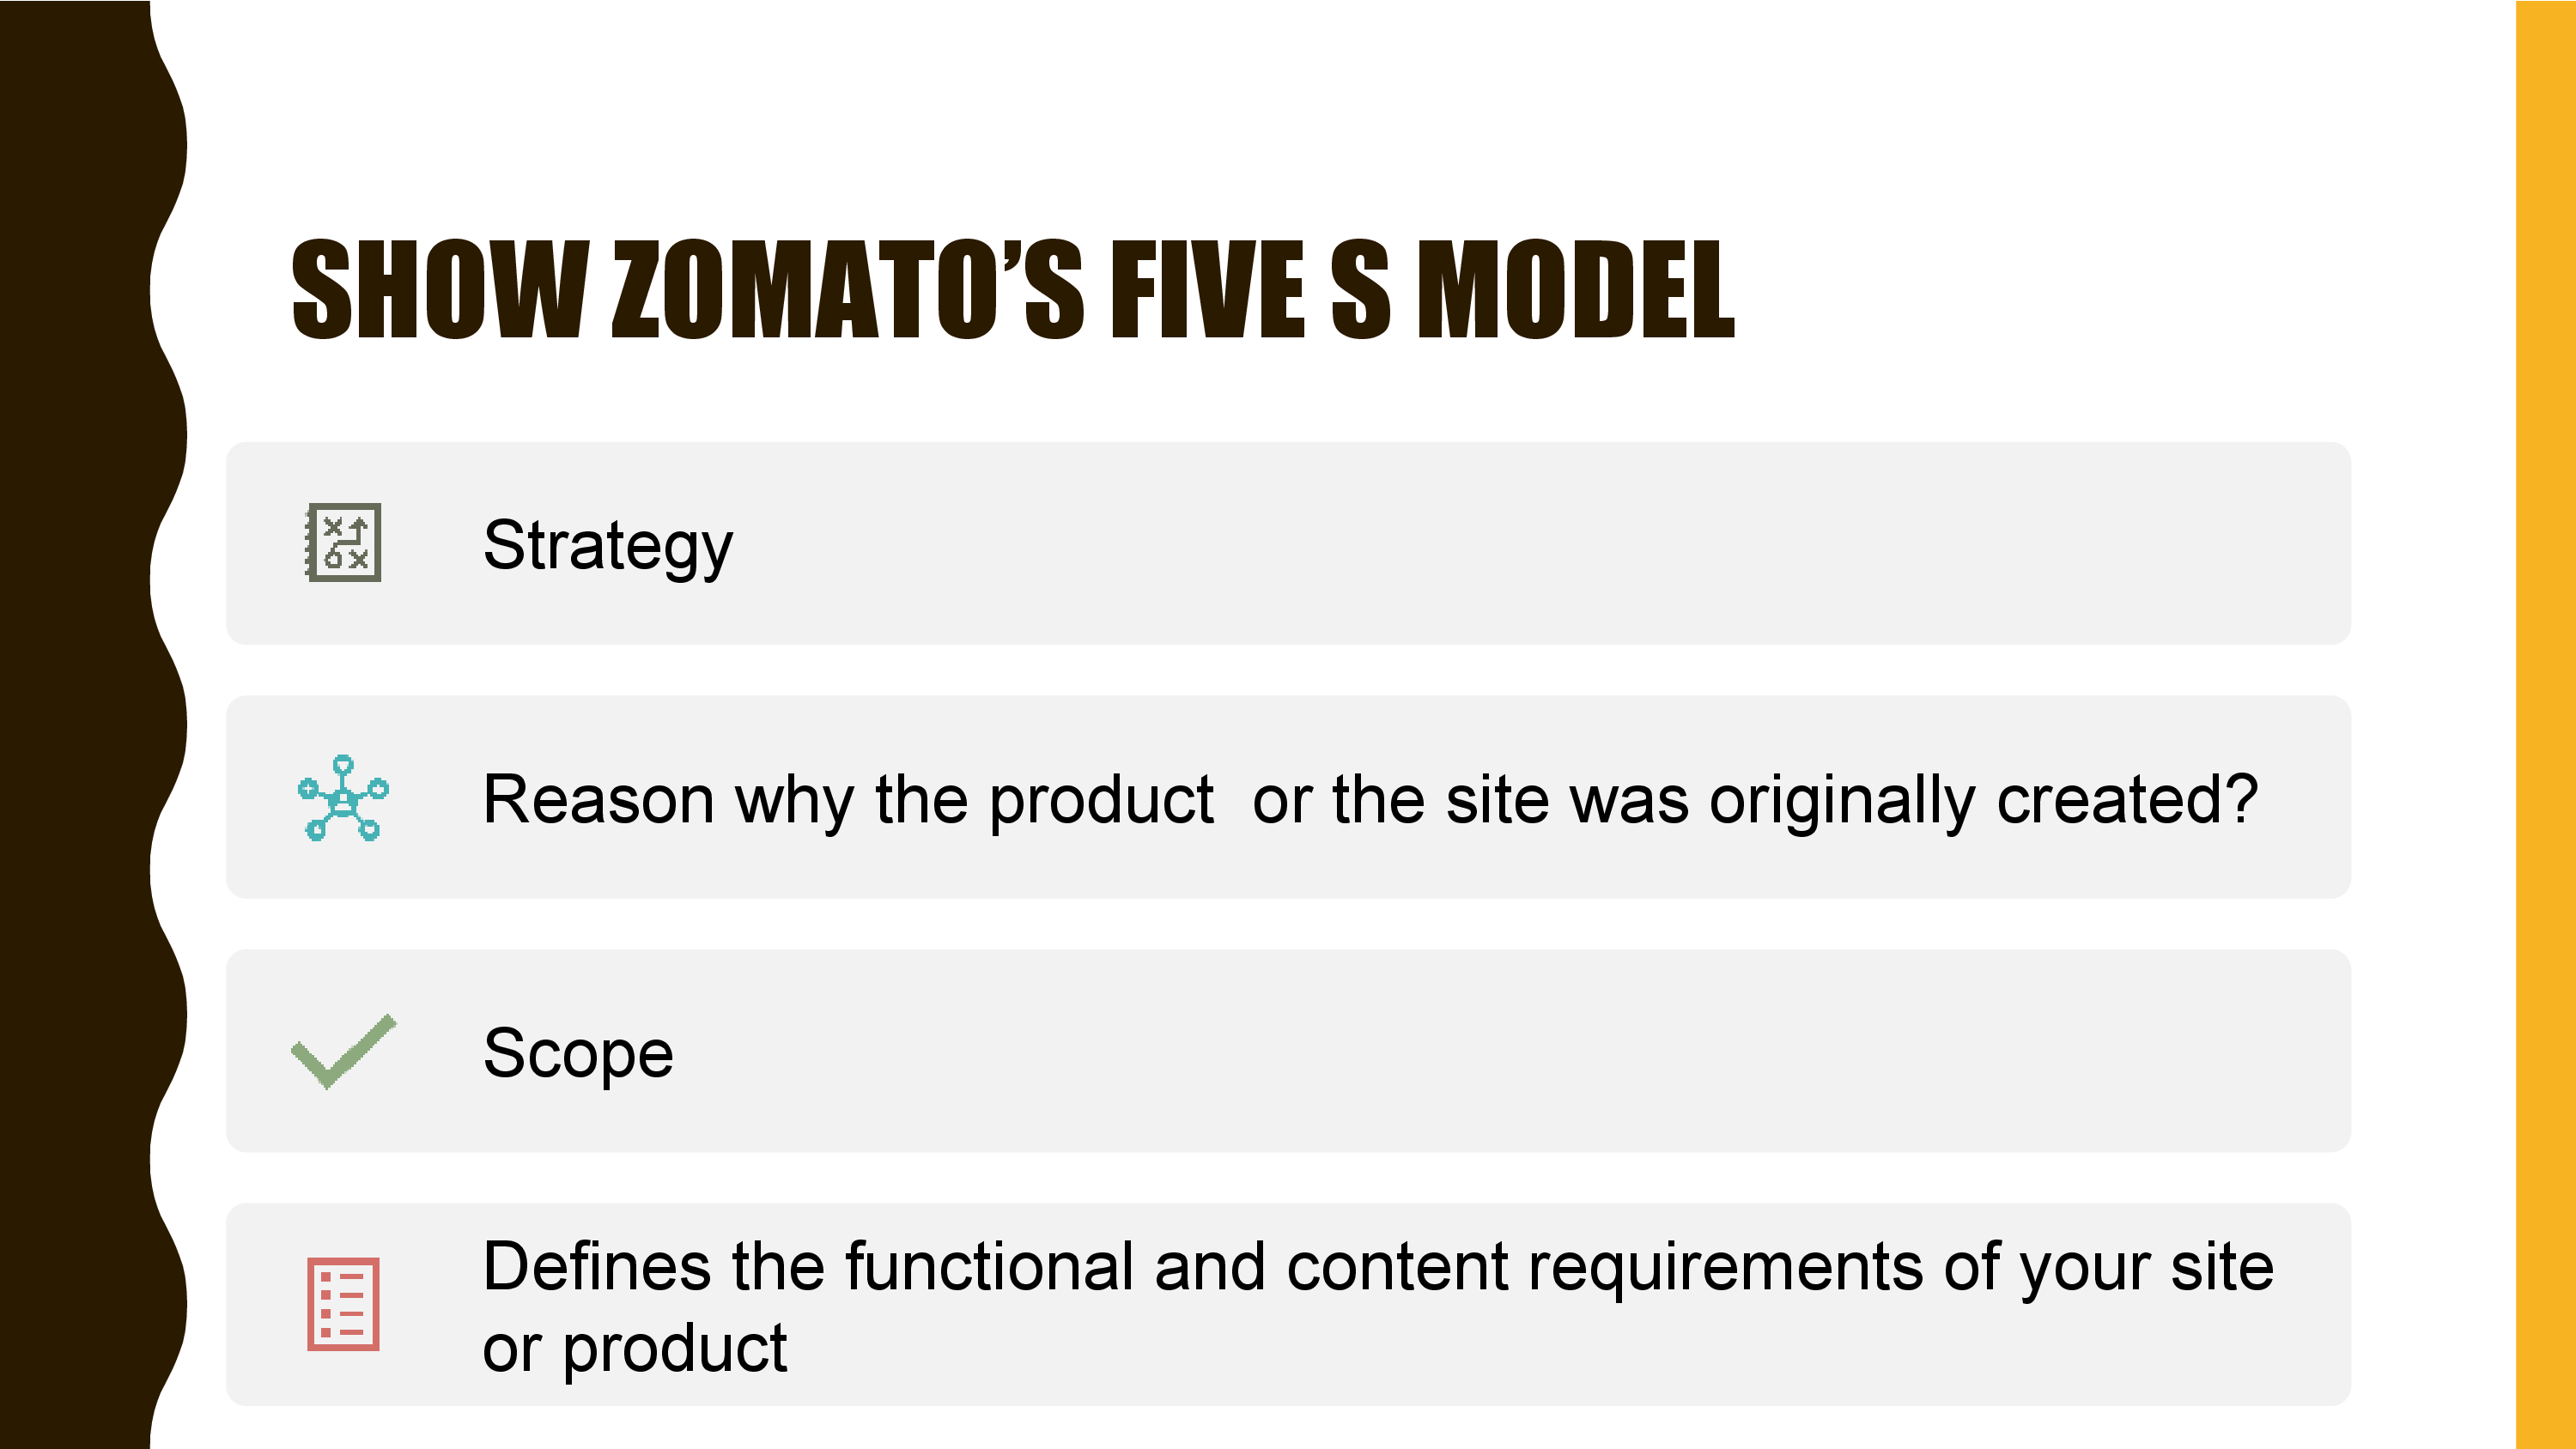 SHOW ZOMATO’S FIVE S MODEL
Strategy
Reason why the product  or the site was originally created?
Scope
Defines the functional and content requirements of your site
or product